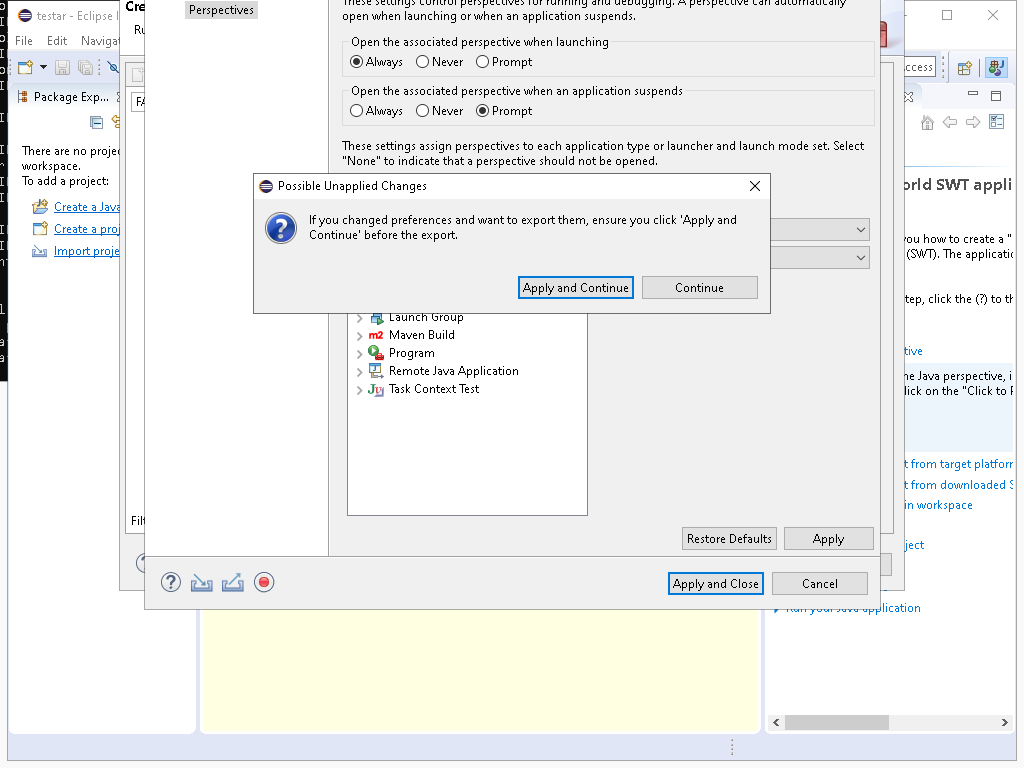 testar - Eclipse I
File Edit Naviga
Package Exp...
There are no proje
workspace.
To add a project:
Create a Java
Create a proj
Import proje
Cre
Ru
FA
Filt
Perspectives
These settings control perspectives for running and debugging. A perspective can automatically
open when launching or when an application suspends.
Open the associated perspective when launching
Always Never Prompt
Open the associated perspective when an application suspends
Always Never Prompt
These settings assign perspectives to each application type or launcher and launch mode set. Select
"None" to indicate that a perspective should not be opened.
Possible Unapplied Changes
If you changed preferences and want to export them, ensure you click 'Apply and
Continue' before the export.
Apply and Continue Continue
Launch Group
Maven Build
Program
Remote Java Application
Task Context Test
Restore Defaults Apply
Apply and Close Cancel
ccess
orld SWT appli
you how to create a "
(SWT). The applicatic
tep, click the (?) to th
tive
he Java perspective, i
lick on the "Click to P
t from target platforr
t from downloaded S
in workspace
ject
Run your Java application